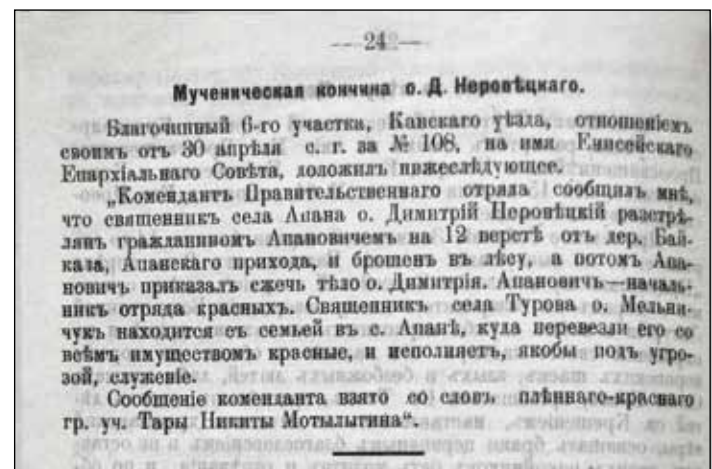 — 24 —
Мученическая кончина о. Д. Неровѣцкаго.
Благочинный 6-го участка, Канскаго уѣзда, отношеніемъ
своимъ отъ 30 апрѣля с. г. за № 108, на имя Енисейскаго
Епархіальнаго Совѣта, доложилъ нижеслѣдующее.
„Комендантъ Правительственнаго отряда сообщилъ мнѣ,
что священникъ села Апана о. Димитрій Неровѣцкій разстрѣ-
лянъ гражданиномъ Апановичемъ на 12 верстѣ отъ дер. Бай-
каза, Апанскаго прихода, и брошенъ въ лѣсу, а потомъ Апа-
новичъ приказалъ сжечь тѣло о. Димитрія. Апановичъ—началь-
никъ отряда красныхъ. Священникъ села Турова о. Мельни-
чукъ находится съ семьей въ с. Апанѣ, куда перевезли его со
всѣмъ имуществомъ красные, и исполняетъ, якобы подъ угро-
зой, служеніе.
Сообщеніе коменданта взято со словъ плѣннаго-краснаго
гр. уч. Тары Никиты Мотылыгина“.